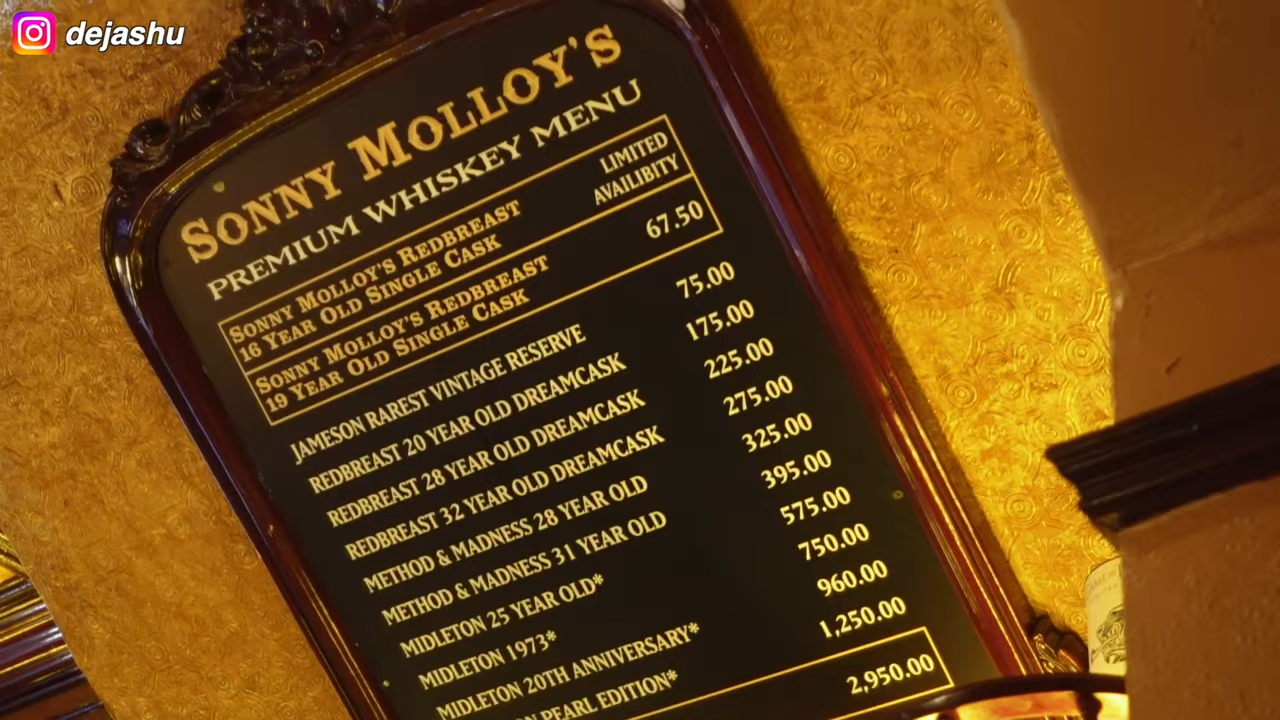 dejashu
SONNY MOLLOY'S
PREMIUM WHISKEY MENU
SONNY MOLLOY'S REDBREAST LIMITED
16 YEAR OLD SINGLE CASK AVAILIBITY
SONNY MOLLOY'S REDBREAST
19 YEAR OLD SINGLE CASK 67.50
JAMESON RAREST VINTAGE RESERVE 75.00
REDBREAST 20 YEAR OLD DREAMCASK 175.00
REDBREAST 28 YEAR OLD DREAMCASK 225.00
REDBREAST 32 YEAR OLD DREAMCASK 275.00
METHOD & MADNESS 28 YEAR OLD 325.00
METHOD & MADNESS 31 YEAR OLD 395.00
MIDLETON 25 YEAR OLD* 575.00
MIDLETON 1973* 750.00
MIDLETON 20TH ANNIVERSARY* 960.00
PEARL EDITION* 1,250.00
2,950.00